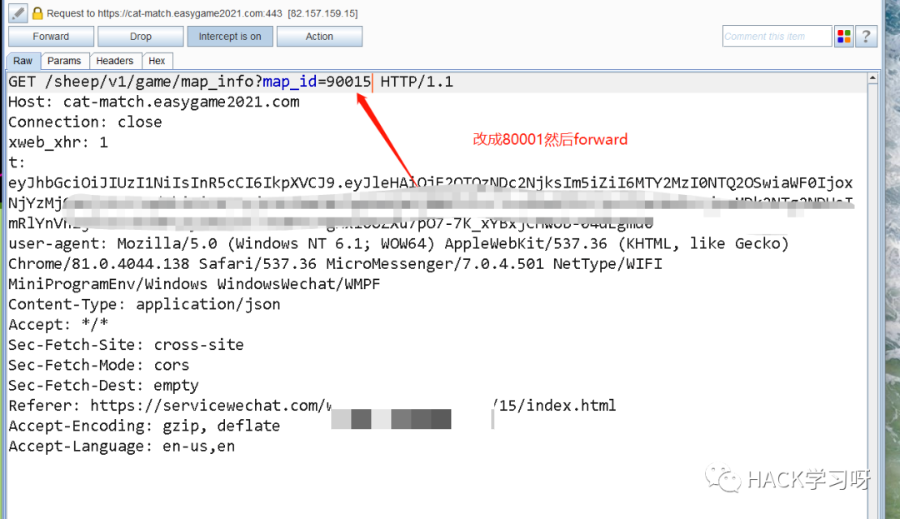 Request to https://cat-match.easygame2021.com:443 [82.157.159.15]
Forward
Drop
Intercept is on
Action
Comment this item
?
Raw
Params
Headers
Hex
GET /sheep/v1/game/map_info?map_id=90015 HTTP/1.1
Host: cat-match.easygame2021.com
Connection: close
改成80001然后forward
xweb_xhr: 1
t:
user-agent: Mozilla/5.0 (Windows NT 6.1; WOW64) AppleWebKit/537.36 (KHTML, like Gecko)
Chrome/81.0.4044.138 Safari/537.36 MicroMessenger/7.0.4.501 NetType/WIFI
MiniProgramEnv/Windows WindowsWechat/WMPF
Content-Type: application/json
Accept: */*
Sec-Fetch-Site: cross-site
Sec-Fetch-Mode: cors
Sec-Fetch-Dest: empty
Referer: https://servicewechat.com/ /15/index.html
Accept-Encoding: gzip, deflate
Accept-Language: en-us,en
HACK学习呀